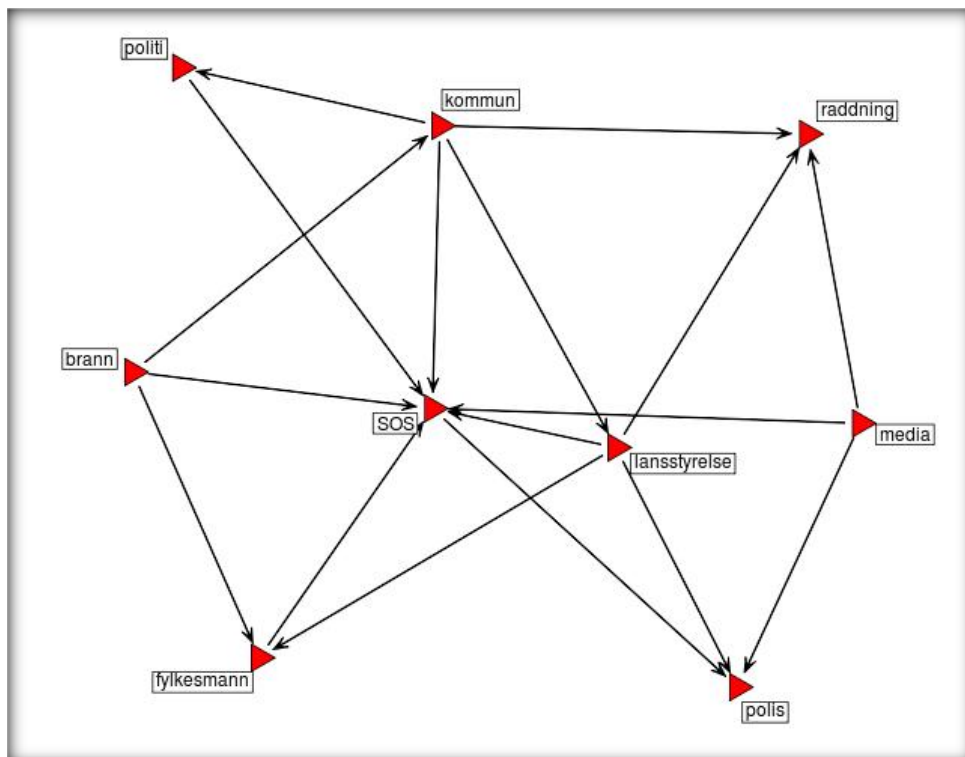 politi
kommun
raddning
brann
SOS
media
lansstyrelse
fylkesmann
polis